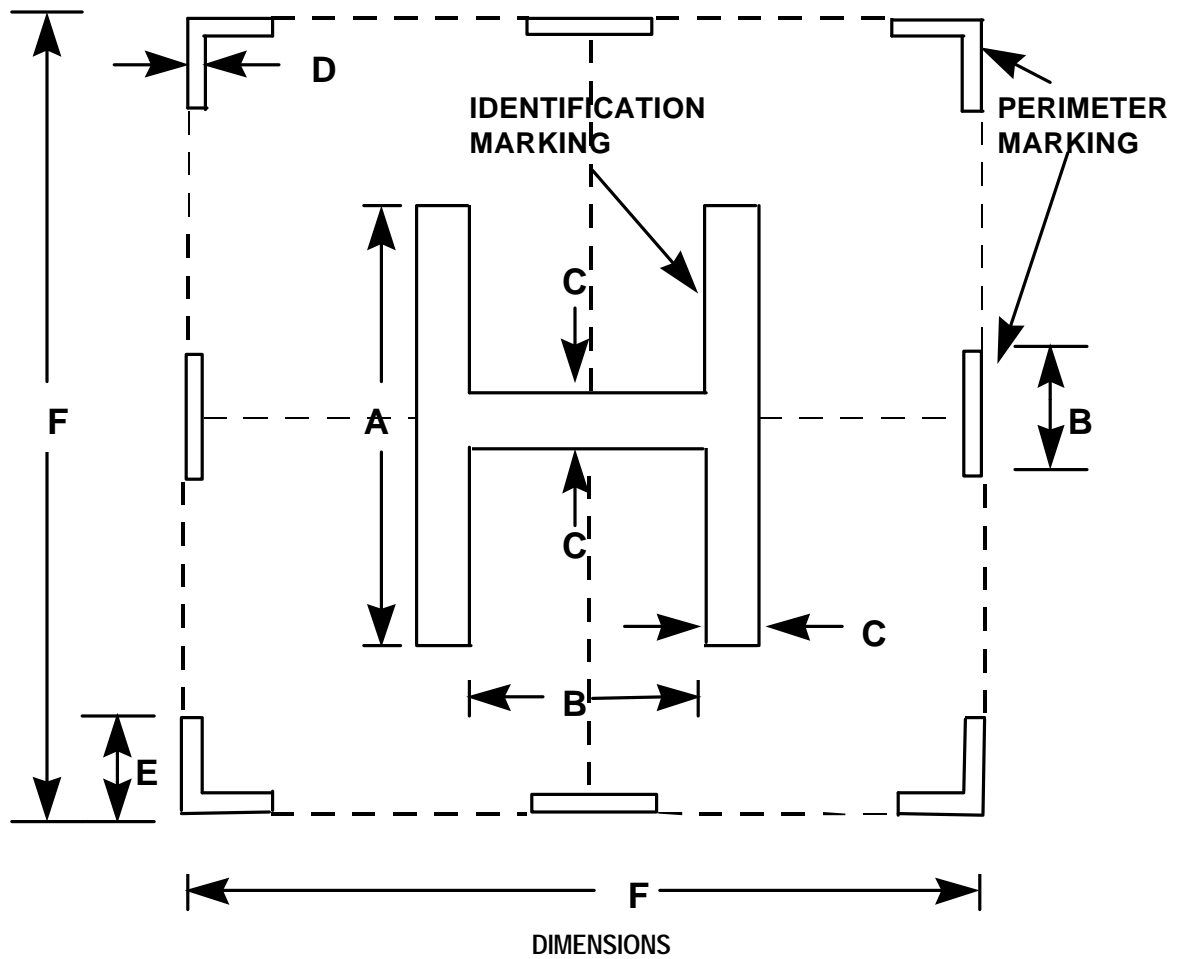 D
IDENTIFICATION
MARKING
PERIMETER
MARKING
C
F
A
B
C
C
B
E
F
DIMENSIONS